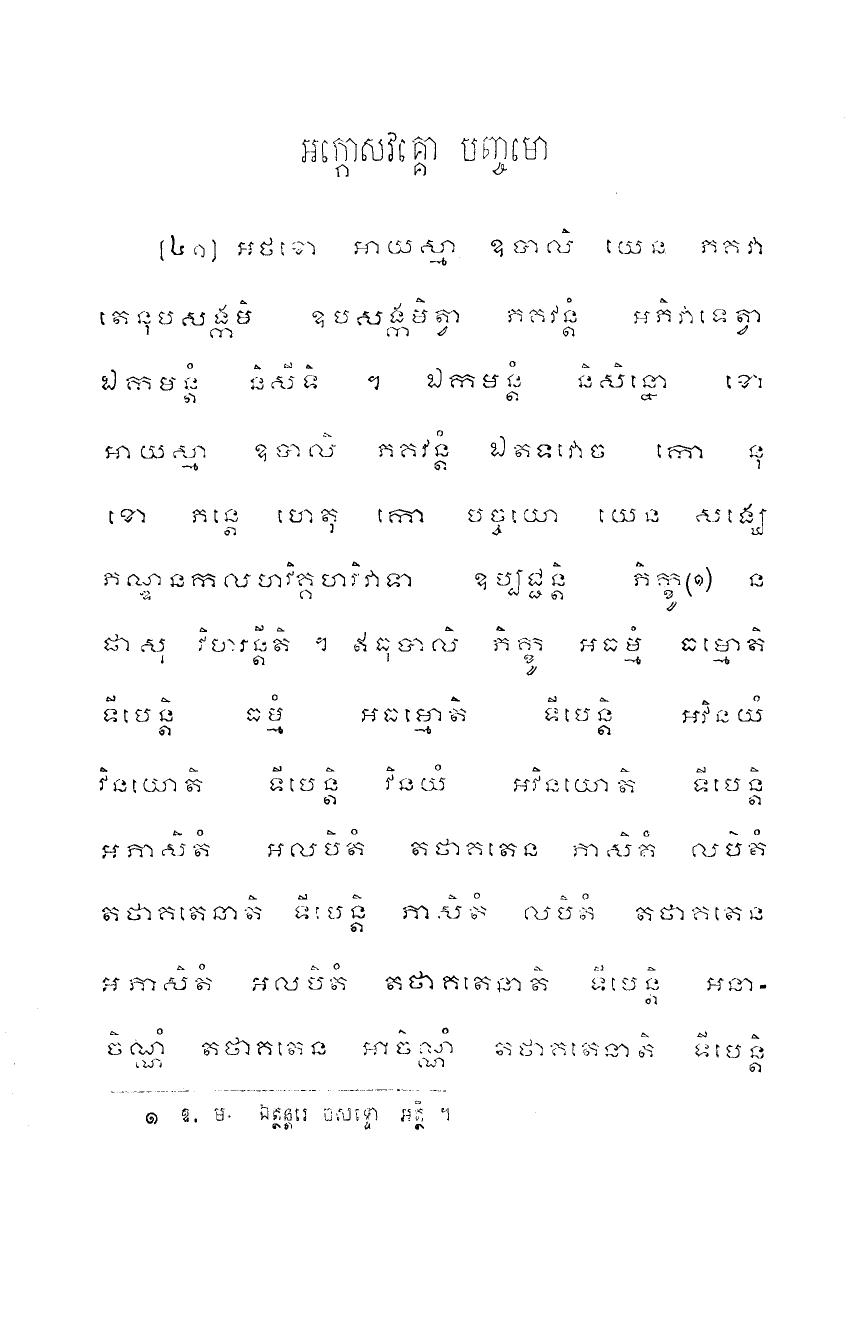 អក្កោសវគ្គោ បញ្ចមោ
[៤១] អថខោ អាយស្មា ឧបាលិ យេន ភគវា
តេនុបសង្កមិ ឧបសង្កមិត្វា ភគវន្តំ អភិវាទេត្វា
ឯកមន្តំ និសីទិ ។ ឯកមន្តំ និសិន្នោ ខោ
អាយស្មា ឧបាលិ ភគវន្តំ ឯតទវោច កោ នុ
ខោ ភន្តេ ហេតុ កោ បច្ចយោ យេន សង្ឃេ
ភណ្ឌនកាលហវិគ្គហវិវាទា ឧប្បជ្ជន្តិ ភិក្ខូ(១) ន
ផាសុ វិហរន្តីតិ ។ ឥធុបាលិ ភិក្ខូ អធម្មំ ធម្មោតិ
ទីបេន្តិ ធម្មំ អធម្មោតិ ទីបេន្តិ អវិនយំ
វិនយោតិ ទីបេន្តិ វិនយំ អវិនយោតិ ទីបេន្តិ
អភាសិតំ អលបិតំ តថាគតេន ភាសិតំ លបិតំ
តថាគតេនាតិ ទីបេន្តិ ភាសិតំ លបិតំ តថាគតេន
អភាសិតំ អលបិតំ តថាគតេនាតិ ទីបេន្តិ អនា-
ចិណ្ណំ តថាគតេន អាចិណ្ណំ តថាគតេនាតិ ទីបេន្តិ
១ ឱ. ម. ឯត្ថន្តរេ ចសទ្ទោ អត្ថិ ។